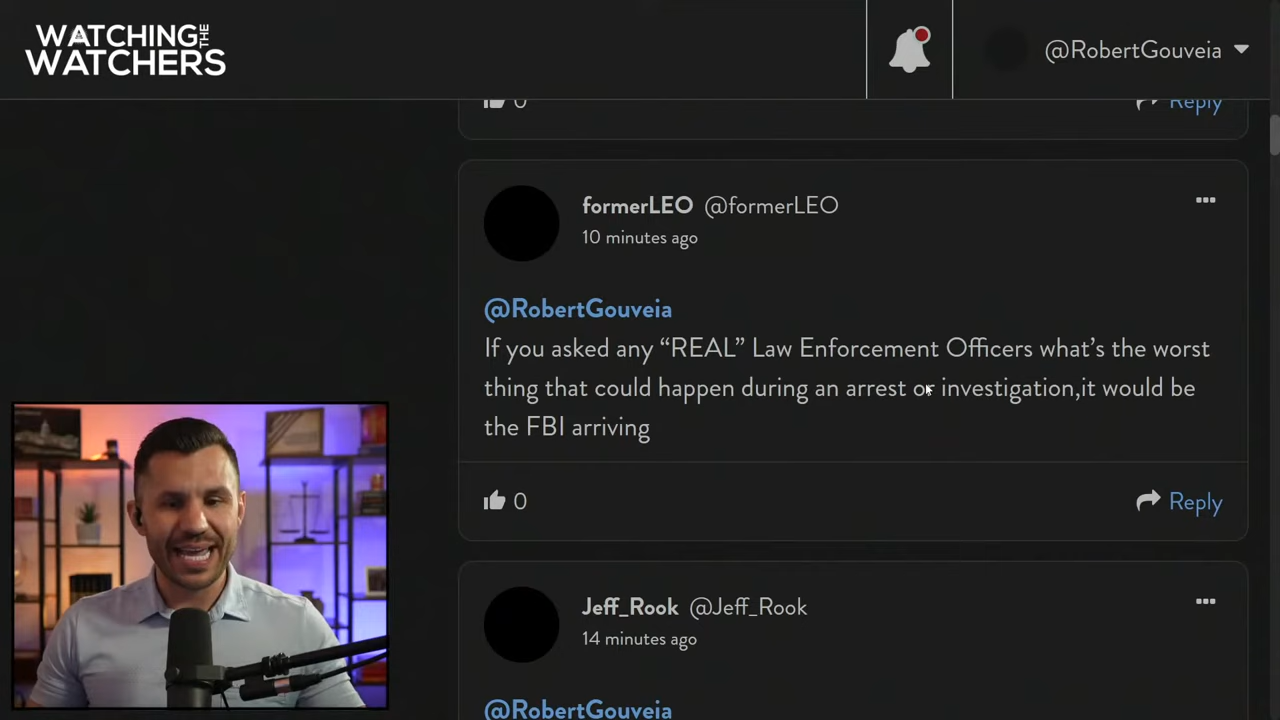 WATCHING THE
WATCHERS
@RobertGouveia
0
Reply
formerLEO @formerLEO
10 minutes ago
@RobertGouveia
If you asked any “REAL” Law Enforcement Officers what’s the worst
thing that could happen during an arrest or investigation,it would be
the FBI arriving
0
Reply
Jeff_Rook @Jeff_Rook
14 minutes ago
@RobertGouveia